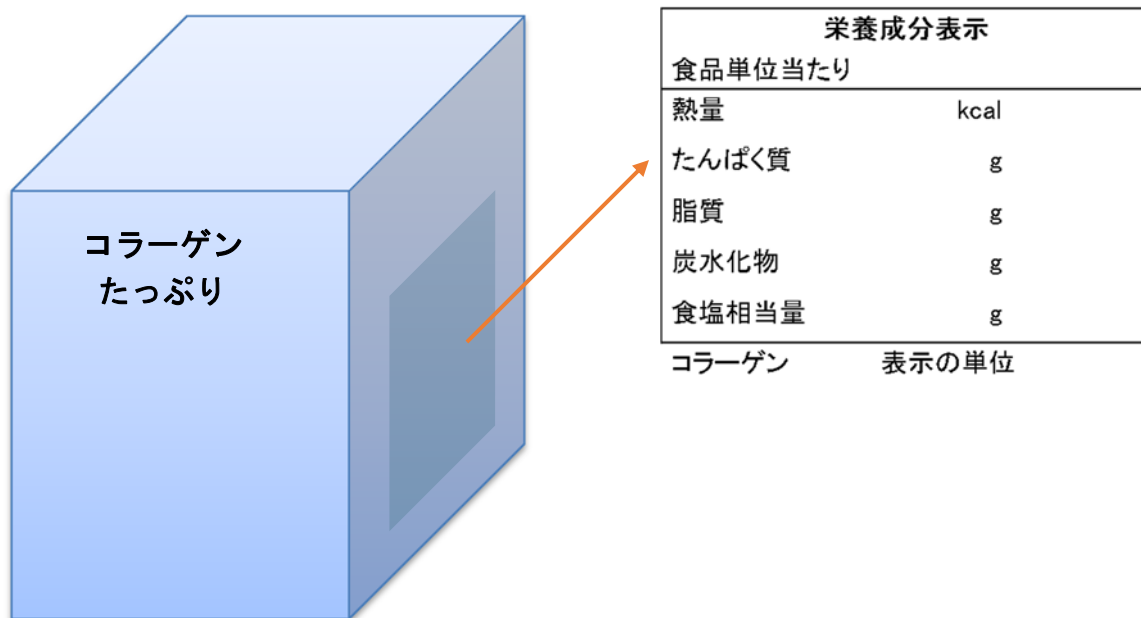 コラーゲン
たっぷり
栄養成分表示
食品単位当たり
熱量 kcal
たんぱく質 g
脂質 g
炭水化物 g
食塩相当量 g
コラーゲン 表示の単位